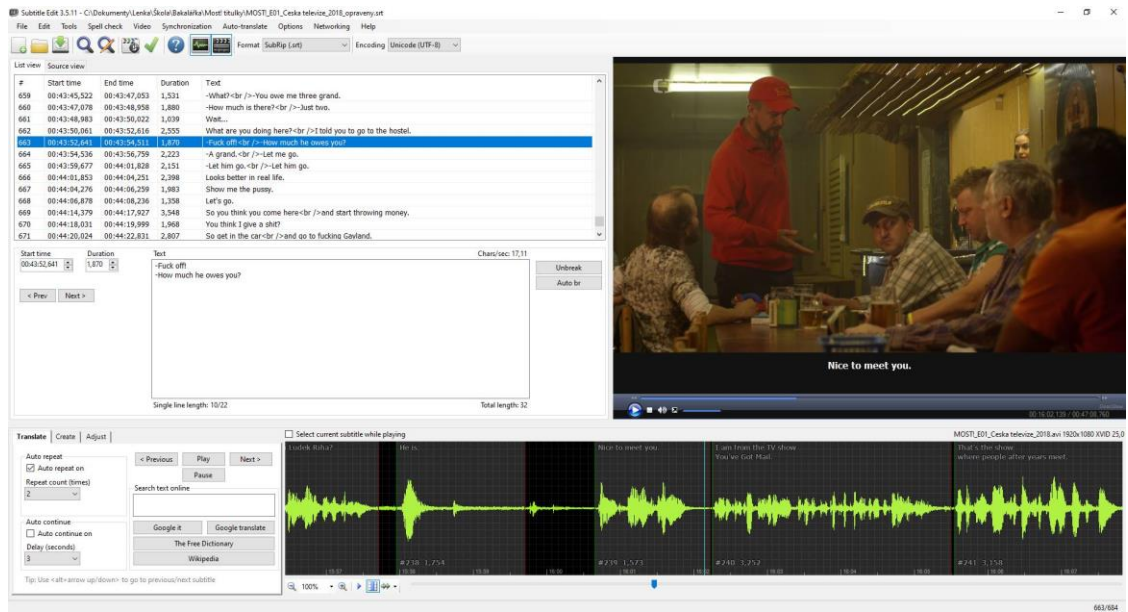 Subtitle Edit 3.5.11 - C:\Dokumenty\Lenka\Škola\Bakalářka\Most! titulky\MOST!_E01_Ceska televize_2018_opraveny.srt
File Edit Tools Spell check Video Synchronization Auto-translate Options Networking Help
Format SubRip (.srt) Encoding Unicode (UTF-8)
List view Source view
# Start time End time Duration Text
659 00:43:45,522 00:43:47,053 1,531 -What?<br />-You owe me three grand.
660 00:43:47,078 00:43:48,958 1,880 -How much is there?<br />-Just two.
661 00:43:48,983 00:43:50,022 1,039 Wait...
662 00:43:50,061 00:43:52,616 2,555 What are you doing here?<br />I told you to go to the hostel.
663 00:43:52,641 00:43:54,511 1,870 -Fuck off!<br />-How much he owes you?
664 00:43:54,536 00:43:56,759 2,223 -A grand.<br />-Let me go.
665 00:43:59,677 00:44:01,828 2,151 -Let him go.<br />-Let him go.
666 00:44:01,853 00:44:04,251 2,398 Looks better in real life.
667 00:44:04,276 00:44:06,259 1,983 Show me the pussy.
668 00:44:06,878 00:44:08,236 1,358 Let's go.
669 00:44:14,379 00:44:17,927 3,548 So you think you come here<br />and start throwing money.
670 00:44:18,031 00:44:19,999 1,968 You think I give a shit?
671 00:44:20,024 00:44:22,831 2,807 So get in the car<br />and go to fucking Gayland.
Start time Duration Text Chars/sec: 17,11
00:43:52,641 1,870
-Fuck off!
-How much he owes you?
Unbreak
Auto br
< Prev Next >
Single line length: 10/22 Total length: 32
Nice to meet you.
00:16:02.139 / 00:47:08.760
Translate Create Adjust
Auto repeat
Auto repeat on
Repeat count (times)
2
Auto continue
Auto continue on
Delay (seconds)
3
Tip: Use <alt+arrow up/down> to go to previous/next subtitle
< Previous Play Next >
Pause
Search text online
Google it Google translate
The Free Dictionary
Wikipedia
Select current subtitle while playing MOST!_E01_Ceska televize_2018.avi 1920x1080 XVID 25,0
Ludek Riha? He is. Nice to meet you. I am from the TV show That's the show
You've Got Mail. where people after years meet.
#238 1,754 #239 1,573 #240 3,252 #241 3,158
100%
663/684